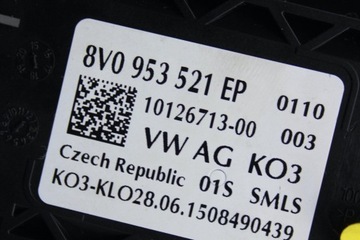 8V0 953 521 EP 0110
10126713-00 003
VW AG KO3
Czech Republic 01S SMLS
KO3-KLO28.06.1508490439